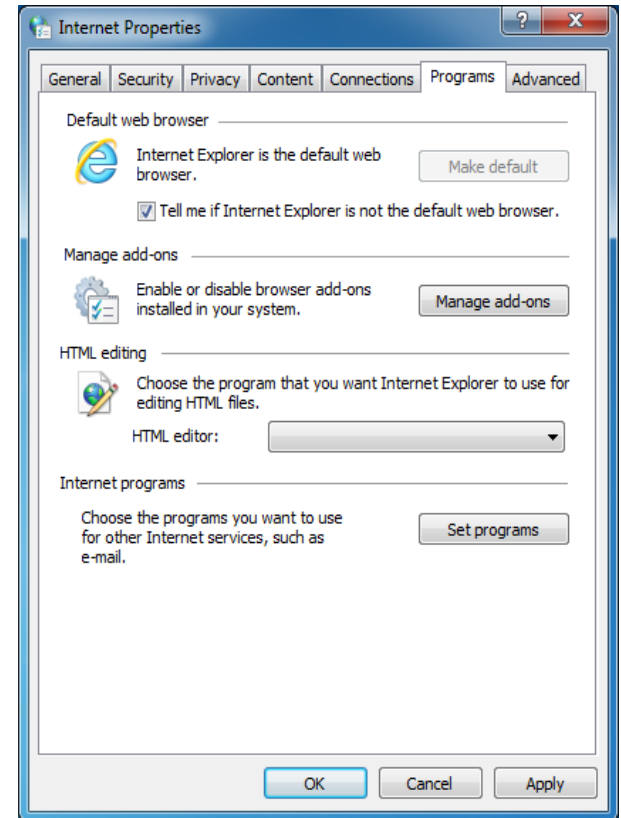 Internet Properties
General Security Privacy Content Connections Programs Advanced
Default web browser
Internet Explorer is the default web
browser.
Make default
Tell me if Internet Explorer is not the default web browser.
Manage add-ons
Enable or disable browser add-ons
installed in your system.
Manage add-ons
HTML editing
Choose the program that you want Internet Explorer to use for
editing HTML files.
HTML editor:
Internet programs
Choose the programs you want to use
for other Internet services, such as
e-mail.
Set programs
OK Cancel Apply